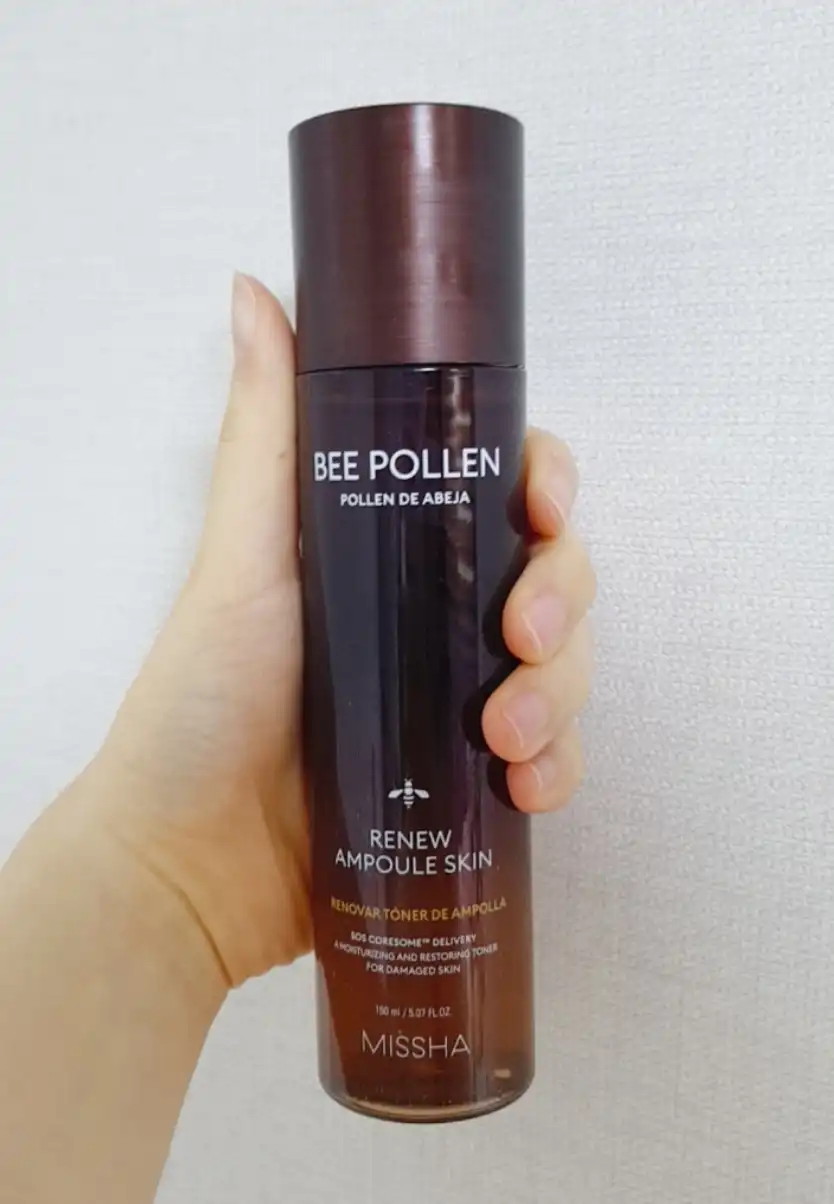 BEE POLLEN
POLLEN DE ABEJA
RENEW
AMPOULE SKIN
RENOVAR TÓNER DE AMPOLLA
SOS CORESOME™ DELIVERY
A MOISTURIZING AND RESTORING TONER
FOR DAMAGED SKIN
150 ml / 5.07 FL.OZ.
MISSHA